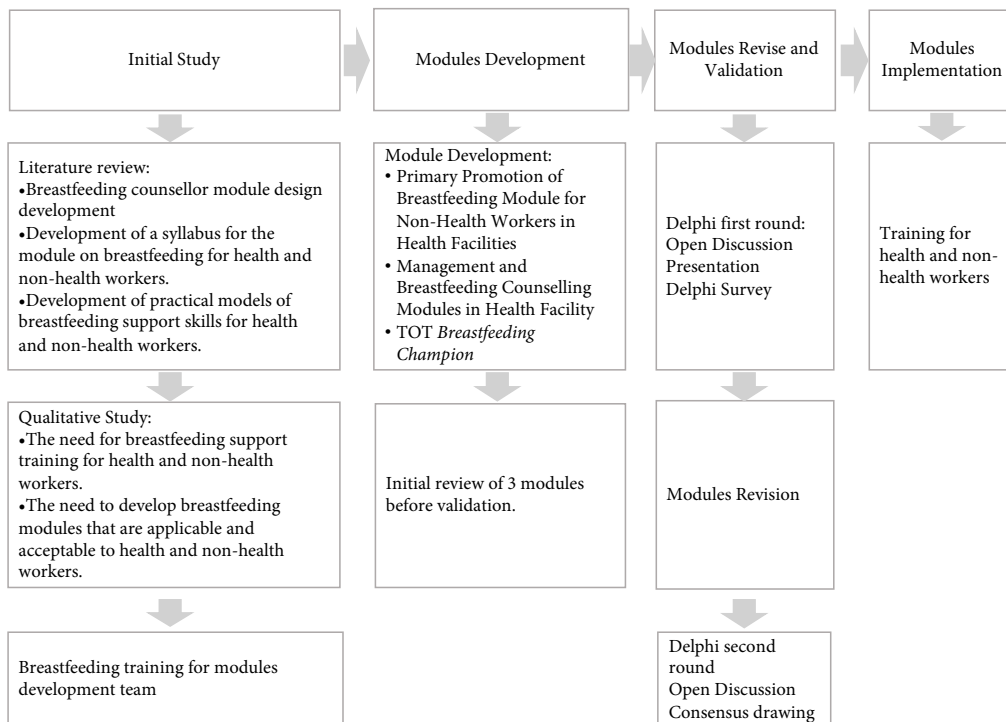 Initial Study
Modules Development
Modules Revise and
Validation
Modules
Implementation
Literature review:
•Breastfeeding counsellor module design
development
•Development of a syllabus for the
module on breastfeeding for health and
non-health workers.
•Development of practical models of
breastfeeding support skills for health
and non-health workers.
Module Development:
• Primary Promotion of
Breastfeeding Module for
Non-Health Workers in
Health Facilities
• Management and
Breastfeeding Counselling
Modules in Health Facility
• TOT Breastfeeding
Champion
Delphi first round:
Open Discussion
Presentation
Delphi Survey
Training for
health and non-
health workers
Qualitative Study:
•The need for breastfeeding support
training for health and non-health
workers.
•The need to develop breastfeeding
modules that are applicable and
acceptable to health and non-health
workers.
Initial review of 3 modules
before validation.
Modules Revision
Breastfeeding training for modules
development team
Delphi second
round
Open Discussion
Consensus drawing